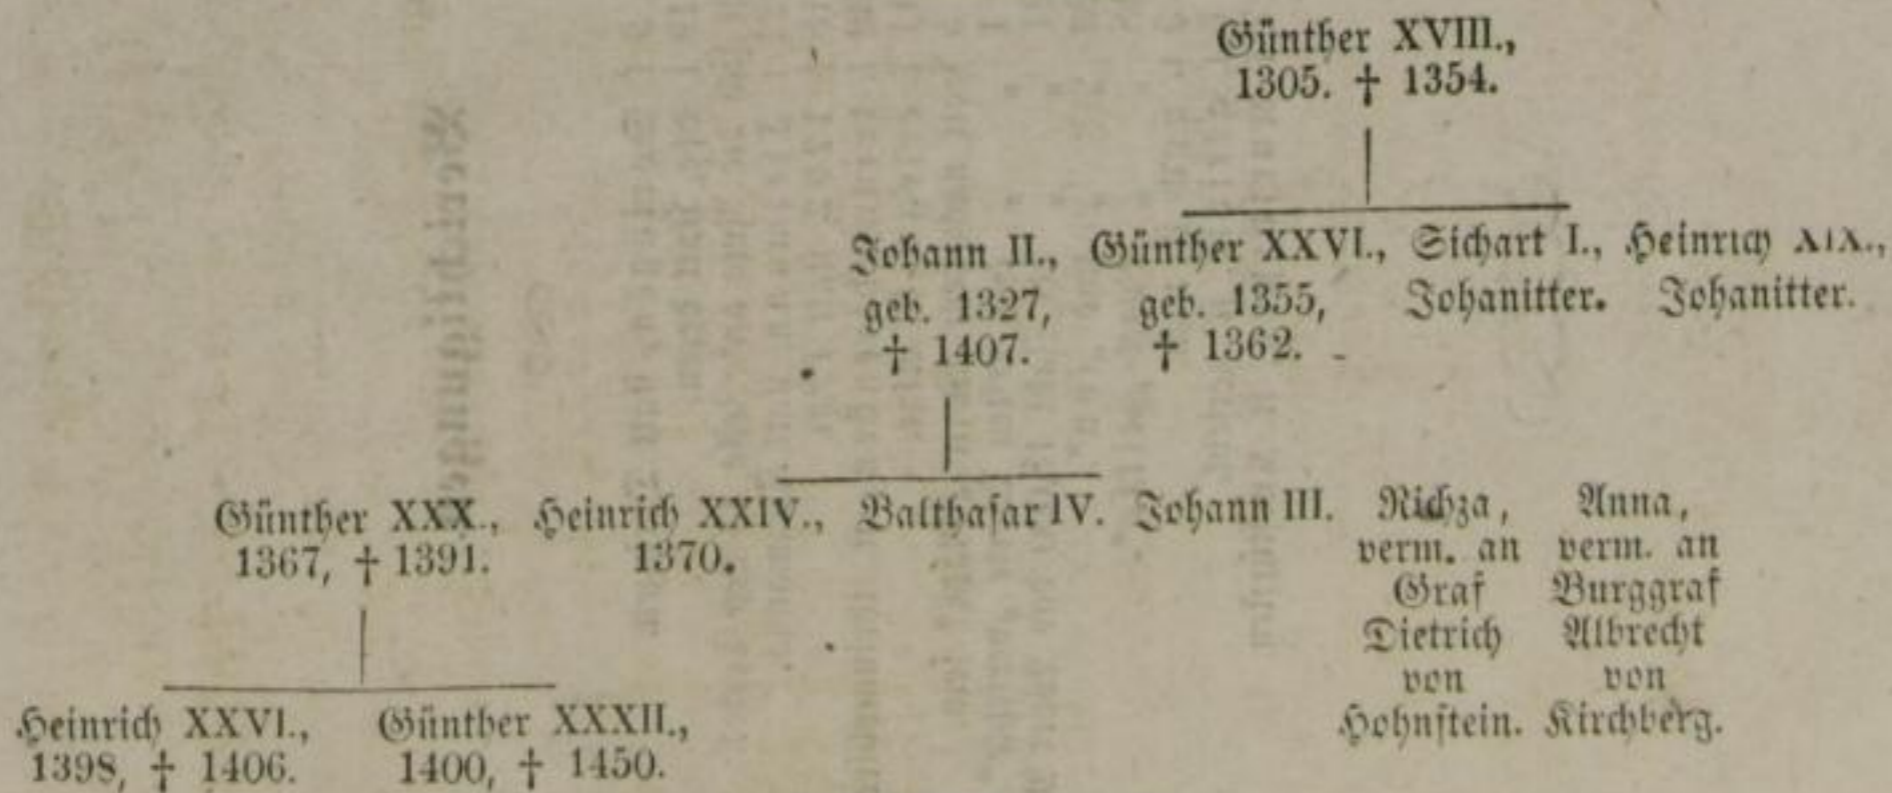 Günther XVIII.,
1305. † 1354.
Johann II., Günther XXVI., Sichart I., Heinrich XIX.,
geb. 1327, geb. 1355, Johanitter. Johanitter.
† 1407. † 1362.
Günther XXX., Heinrich XXIV., Balthasar IV. Johann III. Richza, Anna,
1367, † 1391. 1370. verm. an verm. an
Graf Burggraf
Dietrich Albrecht
von von
Hohnstein. Kirchberg.
Heinrich XXVI., Günther XXXII.,
1398, † 1406. 1400, † 1450.